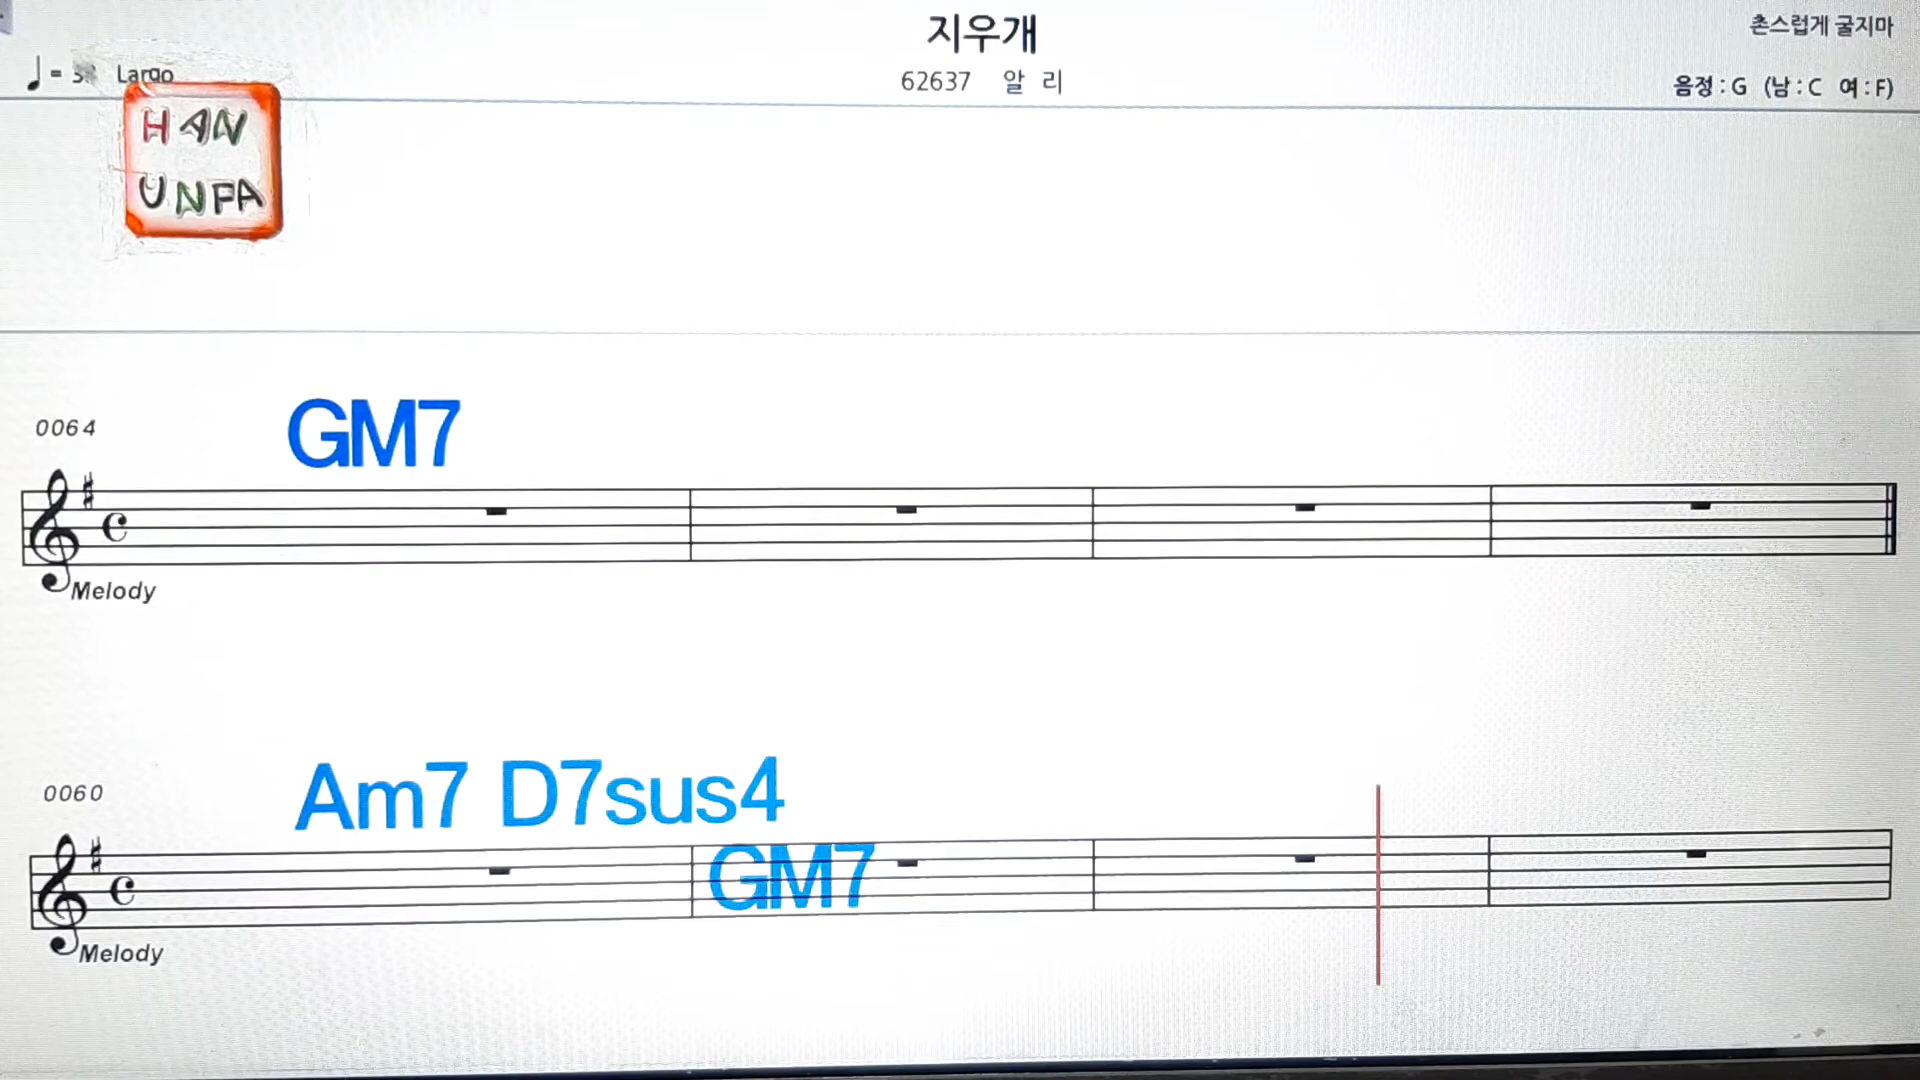 지우개
촌스럽게 굴지마
Largo
62637 알 리
음정 : G (남 : C 여 : F)
HAN
UNFA
0064
GM7
Melody
0060
Am7 D7sus4
GM7
Melody